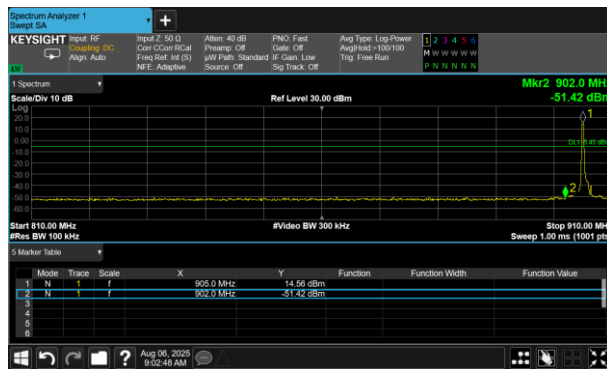 Spectrum Analyzer 1
Swept SA
+
KEYSIGHT Input: RF Input Z: 50 Ω Atten: 40 dB PNO: Fast Avg Type: Log-Power 1 2 3 4 5 6
Coupling: DC Corr CCorr RCal Preamp: Off Gate: Off Avg|Hold:>100/100 M W W W W W
Align: Auto Freq Ref: Int (S) µW Path: Standard IF Gain: Low Trig: Free Run
NFE: Adaptive Source: Off Sig Track: Off P N N N N N
1 Spectrum
Mkr2 902.0 MH
Scale/Div 10 dB Ref Level 30.00 dBm -51.42 dBm
Log
20.0
10.0
0.00
-10.0
-20.0
-30.0
-40.0
-50.0
-60.0
1
2
Start 810.00 MHz #Video BW 300 kHz Stop 910.00 MH
#Res BW 100 kHz Sweep 1.00 ms (1001 pts
5 Marker Table
Mode Trace Scale X Y Function Function Width Function Value
1 N 1 f 905.0 MHz 14.56 dBm
2 N 1 f 902.0 MHz -51.42 dBm
3
4
5
6
?
Aug 06, 2025
9:02:48 AM